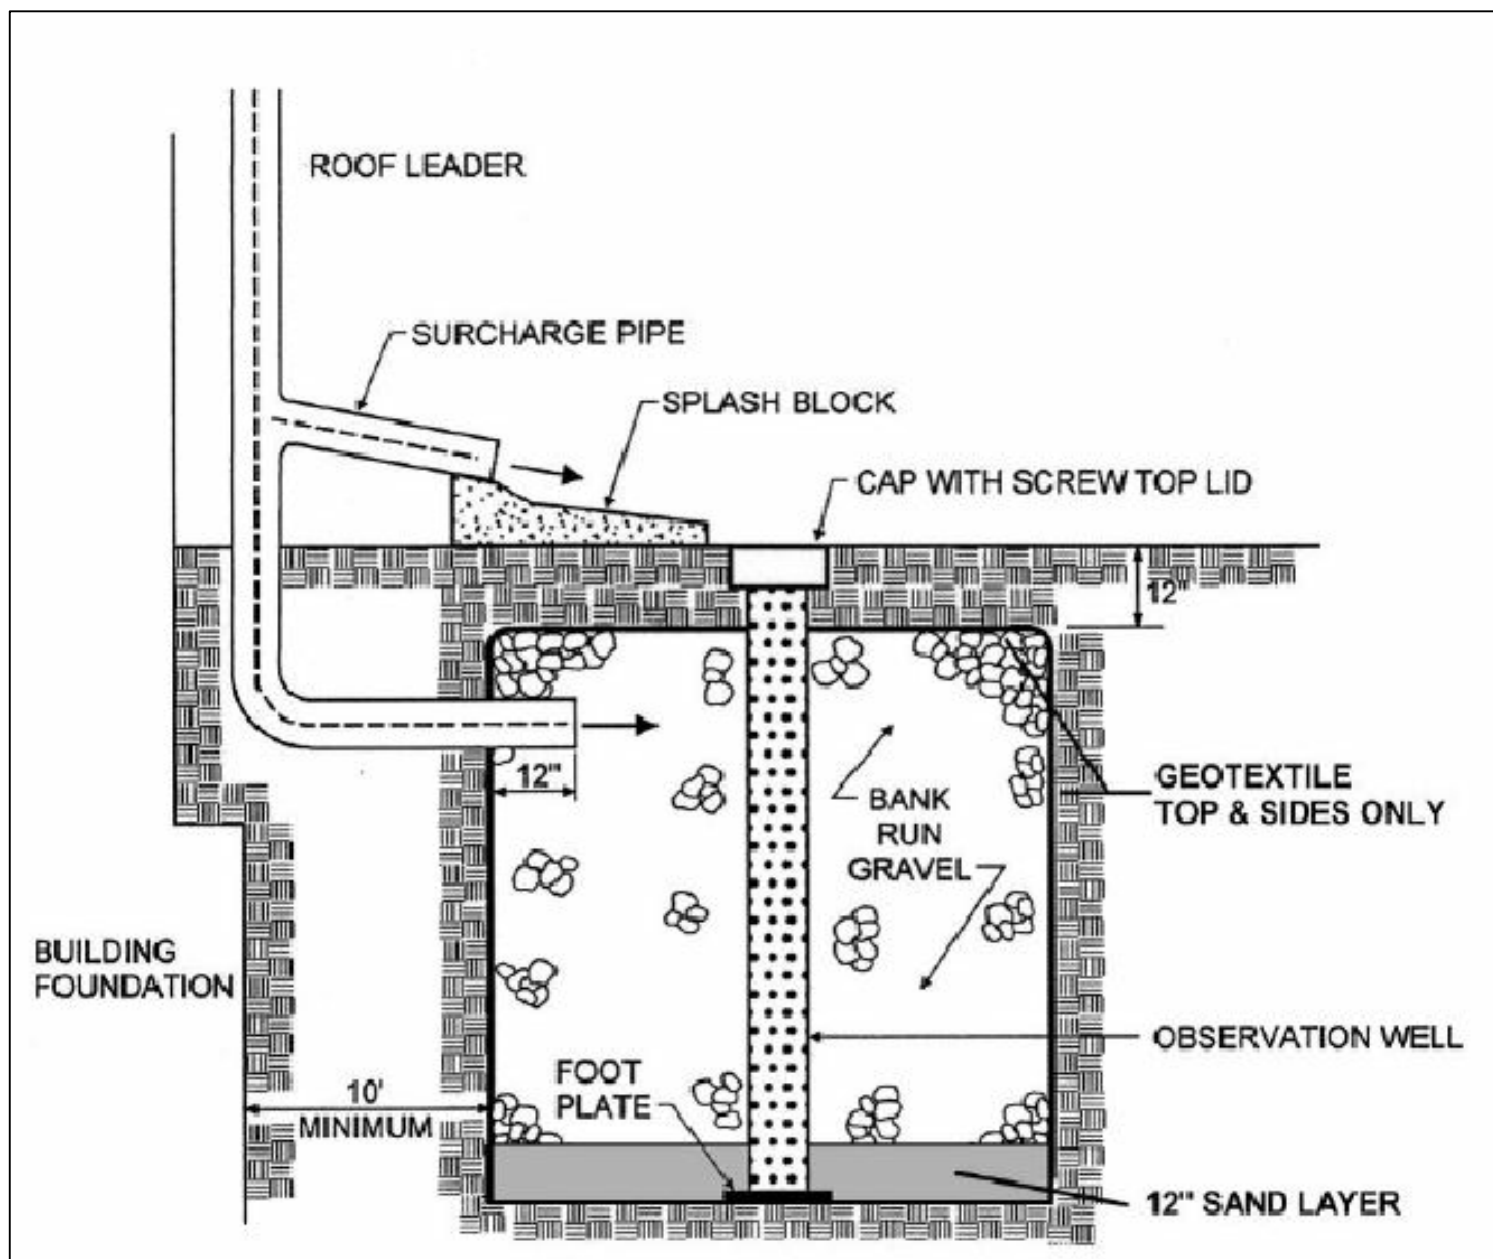 ROOF LEADER
SURCHARGE PIPE
SPLASH BLOCK
CAP WITH SCREW TOP LID
12"
12"
GEOTEXTILE
TOP & SIDES ONLY
BANK
RUN
GRAVEL
BUILDING
FOUNDATION
OBSERVATION WELL
FOOT
PLATE
10'
MINIMUM
12" SAND LAYER